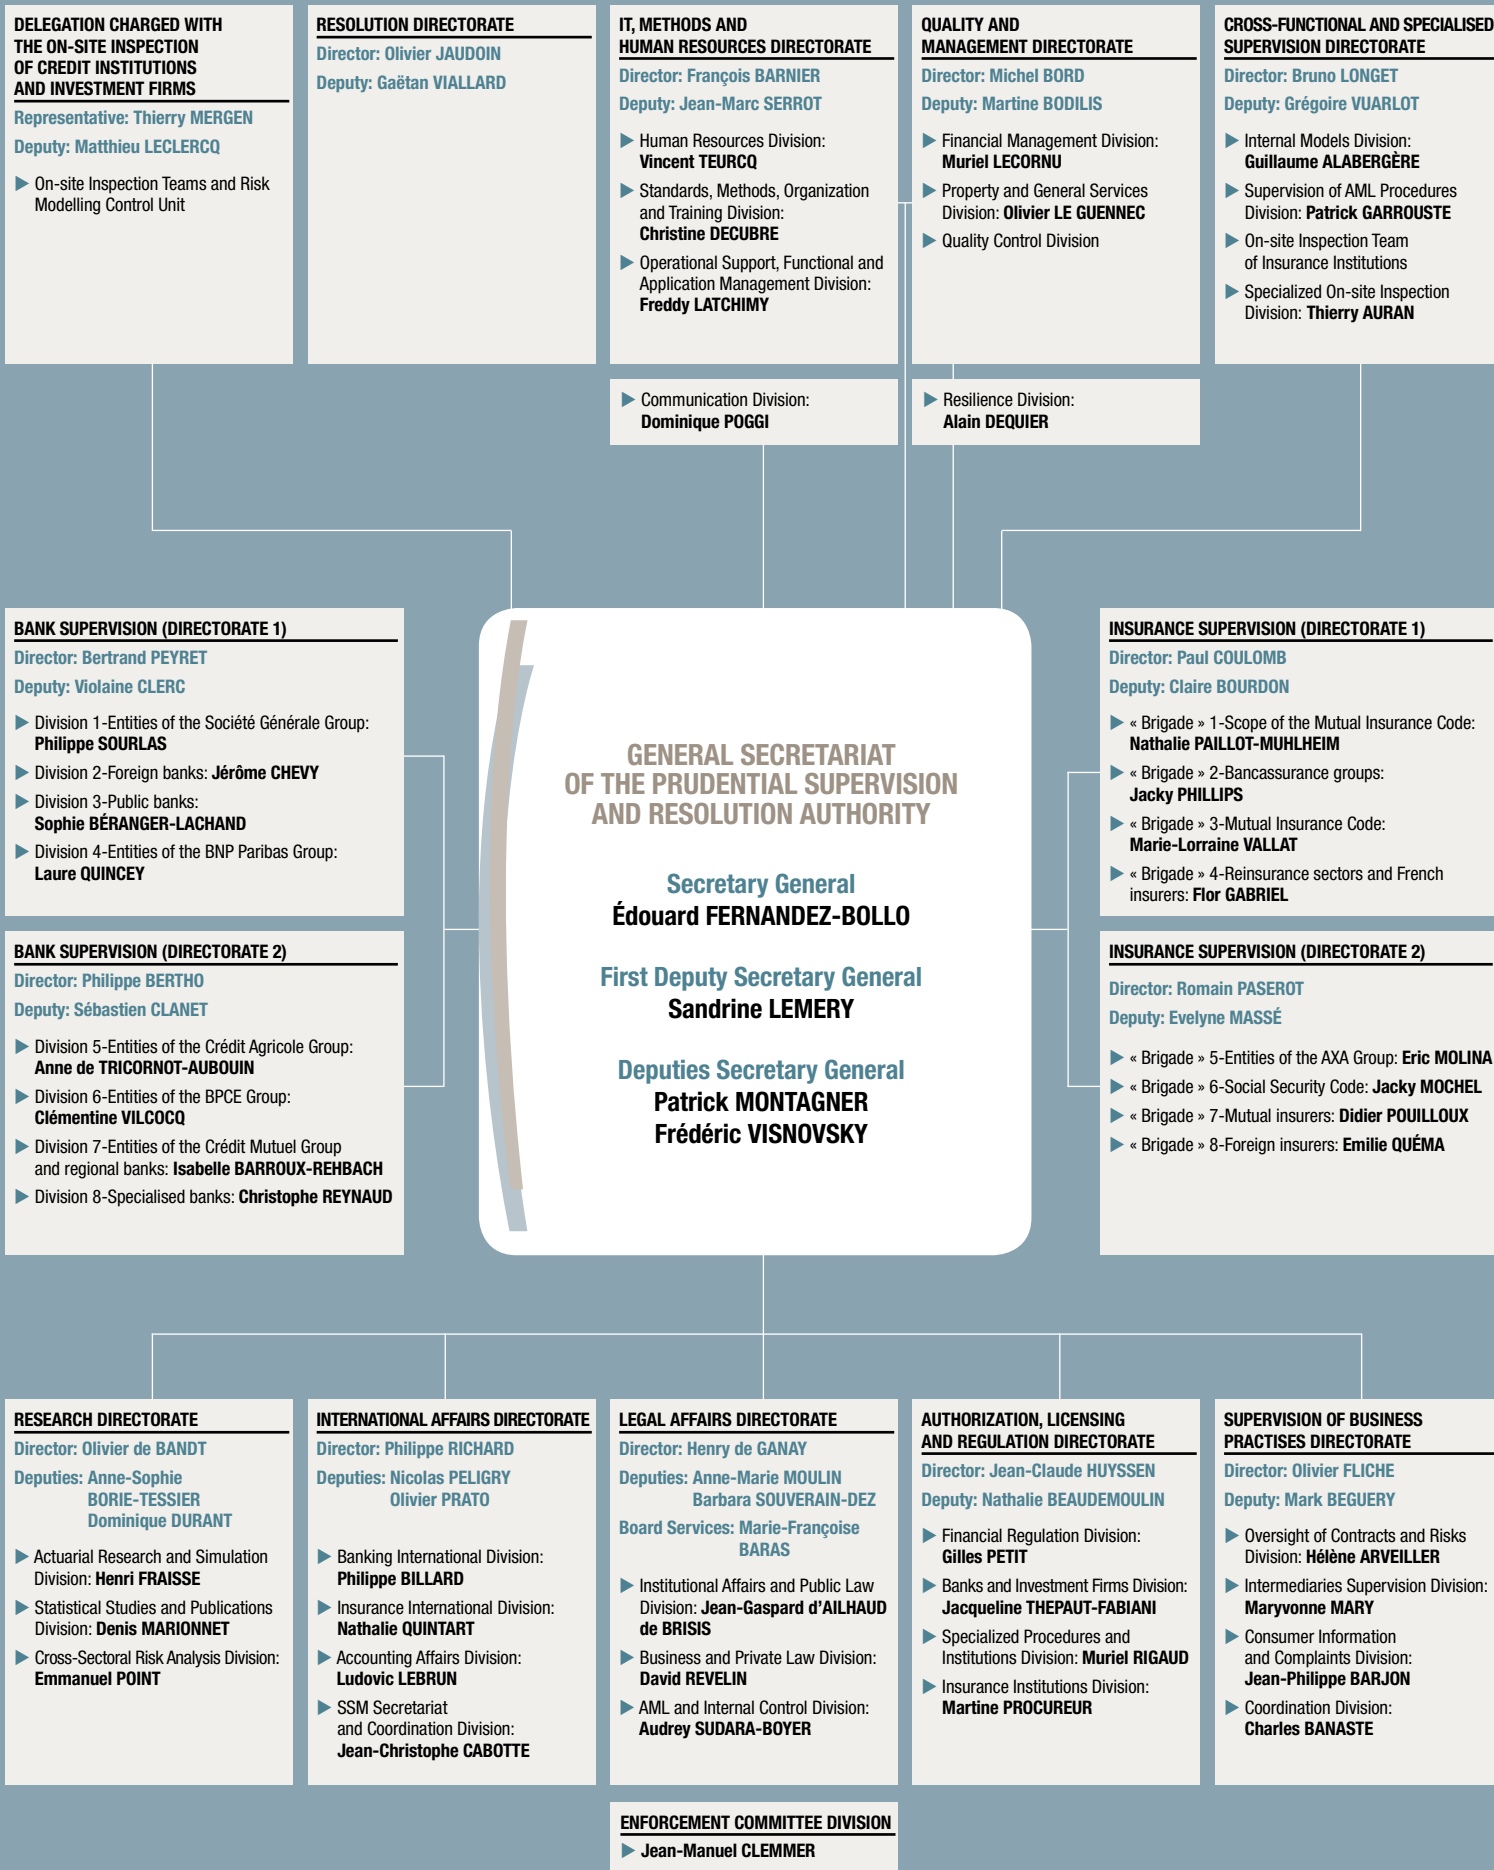 DELEGATION CHARGED WITH
THE ON-SITE INSPECTION
OF CREDIT INSTITUTIONS
AND INVESTMENT FIRMS
Representative: Thierry MERGEN
Deputy: Matthieu LECLERCQ
▶ On-site Inspection Teams and Risk
Modelling Control Unit
RESOLUTION DIRECTORATE
Director: Olivier JAUDOIN
Deputy: Gaëtan VIALLARD
IT, METHODS AND
HUMAN RESOURCES DIRECTORATE
Director: François BARNIER
Deputy: Jean-Marc SERROT
▶ Human Resources Division:
Vincent TEURCQ
▶ Standards, Methods, Organization
and Training Division:
Christine DECUBRE
▶ Operational Support, Functional and
Application Management Division:
Freddy LATCHIMY
▶ Communication Division:
Dominique POGGI
QUALITY AND
MANAGEMENT DIRECTORATE
Director: Michel BORD
Deputy: Martine BODILIS
▶ Financial Management Division:
Muriel LECORNU
▶ Property and General Services
Division: Olivier LE GUENNEC
▶ Quality Control Division
▶ Resilience Division:
Alain DEQUIER
CROSS-FUNCTIONAL AND SPECIALISED
SUPERVISION DIRECTORATE
Director: Bruno LONGET
Deputy: Grégoire VUARLOT
▶ Internal Models Division:
Guillaume ALABERGÈRE
▶ Supervision of AML Procedures
Division: Patrick GARROUSTE
▶ On-site Inspection Team
of Insurance Institutions
▶ Specialized On-site Inspection
Division: Thierry AURAN
BANK SUPERVISION (DIRECTORATE 1)
Director: Bertrand PEYRET
Deputy: Violaine CLERC
▶ Division 1-Entities of the Société Générale Group:
Philippe SOURLAS
▶ Division 2-Foreign banks: Jérôme CHEVY
▶ Division 3-Public banks:
Sophie BÉRANGER-LACHAND
▶ Division 4-Entities of the BNP Paribas Group:
Laure QUINCEY
BANK SUPERVISION (DIRECTORATE 2)
Director: Philippe BERTHO
Deputy: Sébastien CLANET
▶ Division 5-Entities of the Crédit Agricole Group:
Anne de TRICORNOT-AUBOUIN
▶ Division 6-Entities of the BPCE Group:
Clémentine VILCOCQ
▶ Division 7-Entities of the Crédit Mutuel Group
and regional banks: Isabelle BARROUX-REHBACH
▶ Division 8-Specialised banks: Christophe REYNAUD
GENERAL SECRETARIAT
OF THE PRUDENTIAL SUPERVISION
AND RESOLUTION AUTHORITY
Secretary General
Édouard FERNANDEZ-BOLLO
First Deputy Secretary General
Sandrine LEMERY
Deputies Secretary General
Patrick MONTAGNER
Frédéric VISNOVSKY
INSURANCE SUPERVISION (DIRECTORATE 1)
Director: Paul COULOMB
Deputy: Claire BOURDON
▶ « Brigade » 1-Scope of the Mutual Insurance Code:
Nathalie PAILLOT-MUHLHEIM
▶ « Brigade » 2-Bancassurance groups:
Jacky PHILLIPS
▶ « Brigade » 3-Mutual Insurance Code:
Marie-Lorraine VALLAT
▶ « Brigade » 4-Reinsurance sectors and French
insurers: Flor GABRIEL
INSURANCE SUPERVISION (DIRECTORATE 2)
Director: Romain PASEROT
Deputy: Evelyne MASSÉ
▶ « Brigade » 5-Entities of the AXA Group: Eric MOLINA
▶ « Brigade » 6-Social Security Code: Jacky MOCHEL
▶ « Brigade » 7-Mutual insurers: Didier POUILLOUX
▶ « Brigade » 8-Foreign insurers: Emilie QUÉMA
RESEARCH DIRECTORATE
Director: Olivier de BANDT
Deputies: Anne-Sophie
BORIE-TESSIER
Dominique DURANT
▶ Actuarial Research and Simulation
Division: Henri FRAISSE
▶ Statistical Studies and Publications
Division: Denis MARIONNET
▶ Cross-Sectoral Risk Analysis Division:
Emmanuel POINT
INTERNATIONAL AFFAIRS DIRECTORATE
Director: Philippe RICHARD
Deputies: Nicolas PELIGRY
Olivier PRATO
▶ Banking International Division:
Philippe BILLARD
▶ Insurance International Division:
Nathalie QUINTART
▶ Accounting Affairs Division:
Ludovic LEBRUN
▶ SSM Secretariat
and Coordination Division:
Jean-Christophe CABOTTE
LEGAL AFFAIRS DIRECTORATE
Director: Henry de GANAY
Deputies: Anne-Marie MOULIN
Barbara SOUVERAIN-DEZ
Board Services: Marie-Françoise
BARAS
▶ Institutional Affairs and Public Law
Division: Jean-Gaspard d'AILHAUD
de BRISIS
▶ Business and Private Law Division:
David REVELIN
▶ AML and Internal Control Division:
Audrey SUDARA-BOYER
AUTHORIZATION, LICENSING
AND REGULATION DIRECTORATE
Director: Jean-Claude HUYSSEN
Deputy: Nathalie BEAUDEMOULIN
▶ Financial Regulation Division:
Gilles PETIT
▶ Banks and Investment Firms Division:
Jacqueline THEPAUT-FABIANI
▶ Specialized Procedures and
Institutions Division: Muriel RIGAUD
▶ Insurance Institutions Division:
Martine PROCUREUR
SUPERVISION OF BUSINESS
PRACTISES DIRECTORATE
Director: Olivier FLICHE
Deputy: Mark BEGUERY
▶ Oversight of Contracts and Risks
Division: Hélène ARVEILLER
▶ Intermediaries Supervision Division:
Maryvonne MARY
▶ Consumer Information
and Complaints Division:
Jean-Philippe BARJON
▶ Coordination Division:
Charles BANASTE
ENFORCEMENT COMMITTEE DIVISION
▶ Jean-Manuel CLEMMER